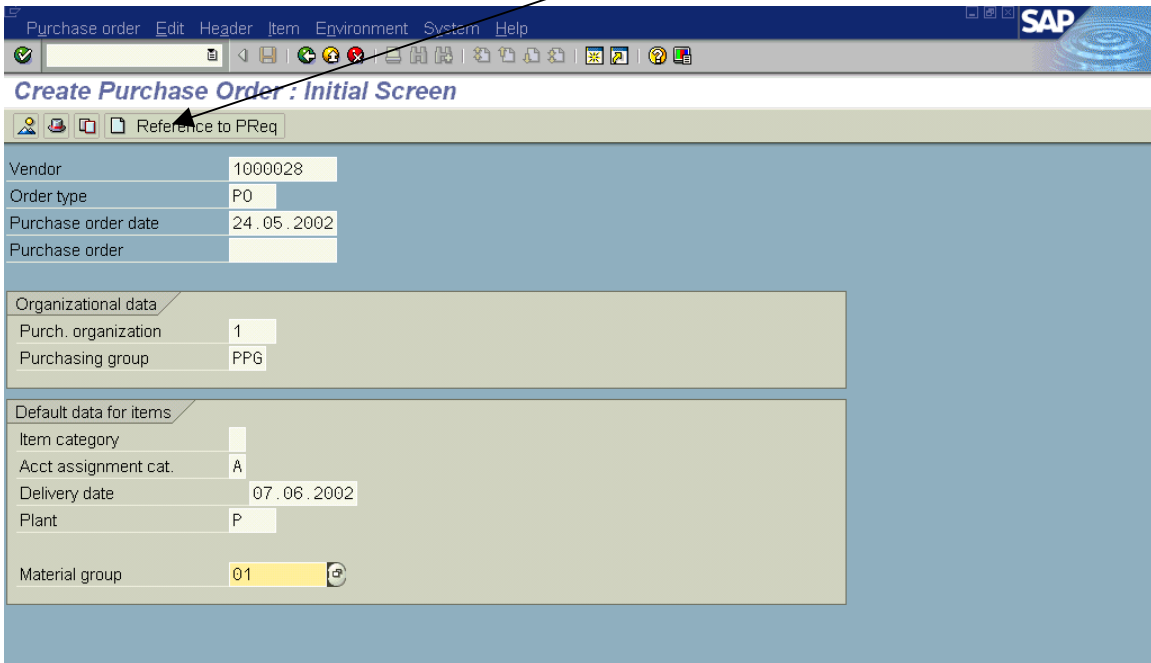 Purchase order Edit Header Item Environment System Help
SAP
Create Purchase Order : Initial Screen
Reference to PReq
Vendor 1000028
Order type PO
Purchase order date 24.05.2002
Purchase order
Organizational data
Purch. organization 1
Purchasing group PPG
Default data for items
Item category
Acct assignment cat. A
Delivery date 07.06.2002
Plant P
Material group 01